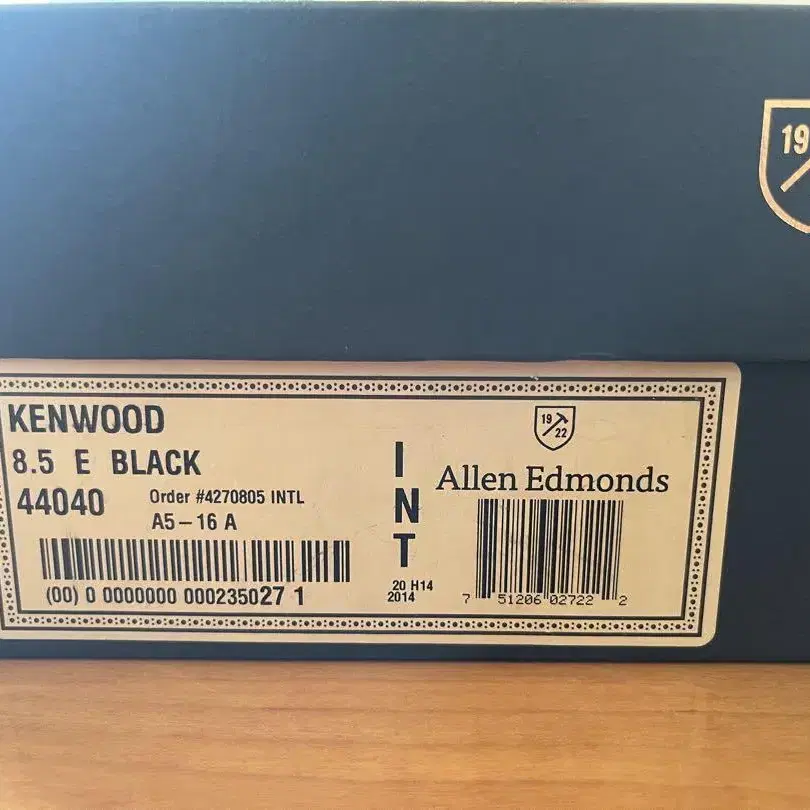 19
KENWOOD
8.5 E BLACK
44040
Order #4270805 INTL
A5-16 A
(00) 0 0000000 000235027 1
INT
20 H14
2014
19
22
Allen Edmonds
7 51206 02722 2